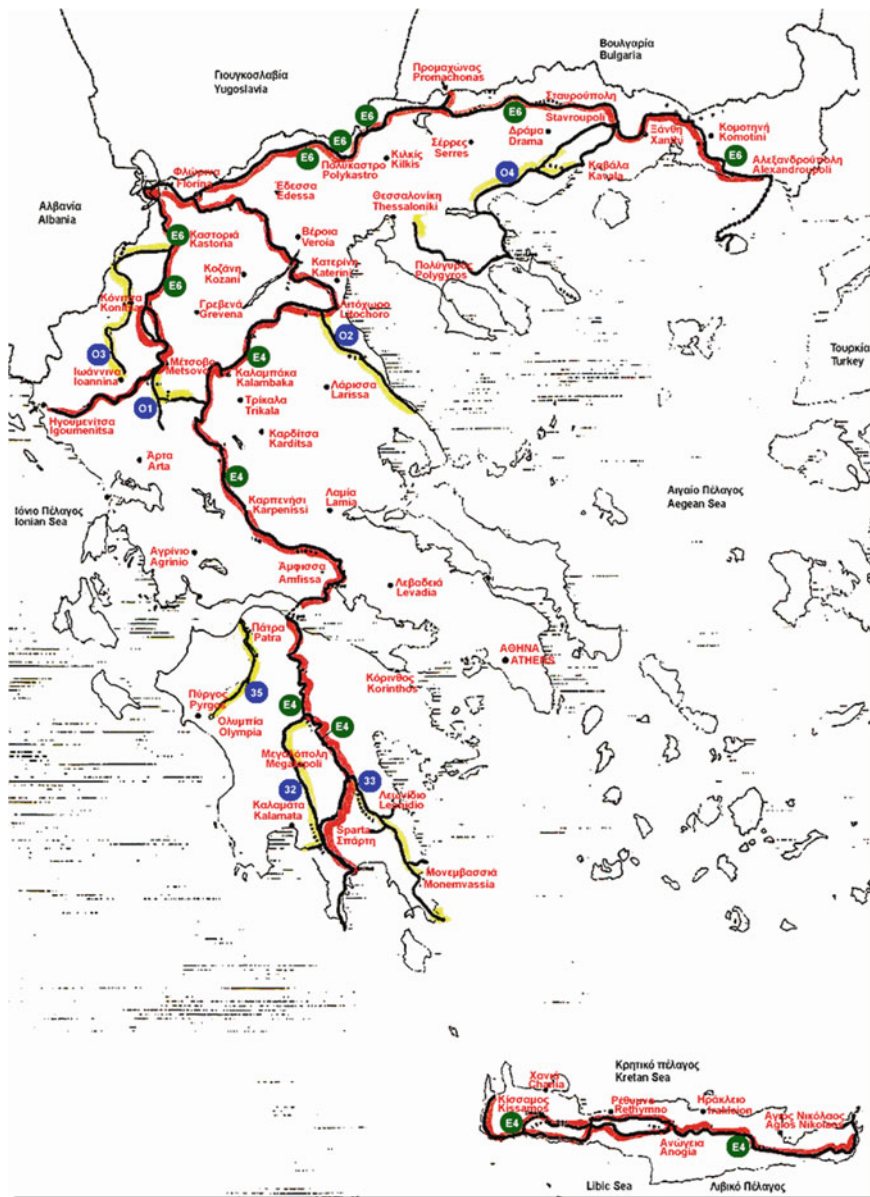 Βουλγαρία
Bulgaria
Προμαχώνας
Promachonas
Γιουγκοσλαβία
Yugoslavia
E6
E6
Σταυρούπολη
Stavroupoli
E6
E6
E6
Πολύκαστρο
Polykastro
Κιλκίς
Kilkis
Σέρρες
Serres
Δράμα
Drama
Ξάνθη
Xanthi
Κομοτηνή
Komotini
E6
Αλεξανδρούπολη
Alexandroupoli
Φλώρινα
Florina
Έδεσσα
Edessa
O4
Καβάλα
Kavala
Θεσσαλονίκη
Thessaloniki
Αλβανία
Albania
E6
Καστοριά
Kastoria
Βέροια
Veroia
Κοζάνη
Kozani
Κατερίνη
Katerini
Πολύγυρος
Polygyros
E6
Κόνιτσα
Konitsa
Γρεβενά
Grevena
Λιτόχωρο
Litochoro
O2
O3
Ιωάννινα
Ioannina
Μέτσοβο
Metsovo
E4
Καλαμπάκα
Kalambaka
Τουρκία
Turkey
Λάρισσα
Larissa
O1
Τρίκαλα
Trikala
Ηγουμενίτσα
Igoumenitsa
Καρδίτσα
Karditsa
Άρτα
Arta
E4
Καρπενήσι
Karpenissi
Λαμία
Lamia
Αιγαίο Πέλαγος
Aegean Sea
Ιόνιο Πέλαγος
Ionian Sea
Αγρίνιο
Agrinio
Άμφισσα
Amfissa
Λεβαδειά
Levadia
Πάτρα
Patra
ΑΘΗΝΑ
ATHENS
Κόρινθος
Korinthos
35
Πύργος
Pyrgos
Ολυμπία
Olympia
E4
E4
Μεγαλόπολη
Megalopoli
33
32
Λεωνίδιο
Leonidio
Καλαμάτα
Kalamata
Sparta
Σπάρτη
Μονεμβασσιά
Monemvassia
Κρητικό πέλαγος
Kretan Sea
Χανιά
Chania
Κίσσαμος
Kissamos
E4
Ρέθυμνο
Rethymno
Ηράκλειο
Irakleion
Αγιος Νικόλαος
Agios Nikolaos
Ανώγεια
Anogia
E4
Libic Sea
Λιβικό Πέλαγος